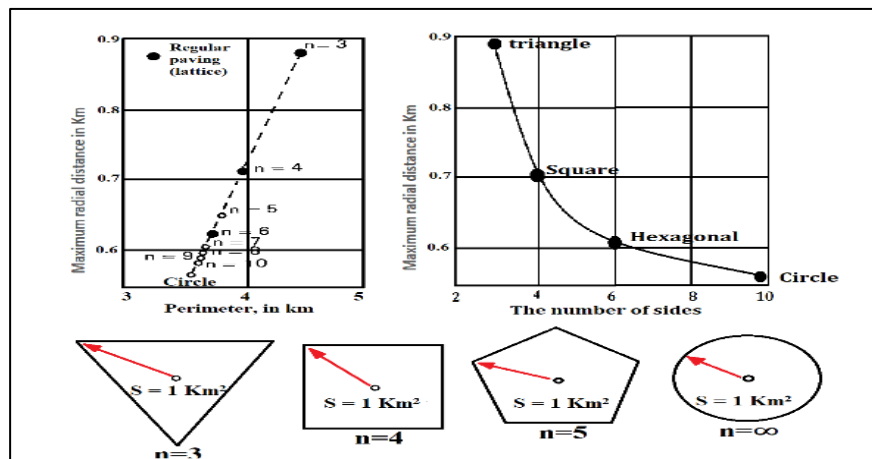 Maximum radial distance in Km
0.9
0.8
0.7
0.6
Regular
paving
(lattice)
n- 3
n = 4
n - 5
n = 6
n - 7
n - 8
n = 9
n - 10
Circle
3
4
5
Perimeter, in km
Maximum radial distance in Km
0.9
0.8
0.7
0.6
triangle
Square
Hexagonal
Circle
2
4
6
8
10
The number of sides
S = 1 Km²
n=3
S = 1 Km²
n=4
S = 1 Km²
n=5
S = 1 Km²
n=∞